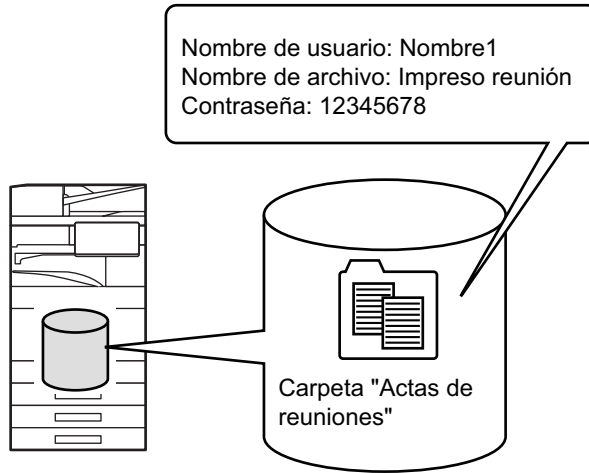 Nombre de usuario: Nombre1
Nombre de archivo: Impreso reunión
Contraseña: 12345678
Carpeta "Actas de
reuniones"